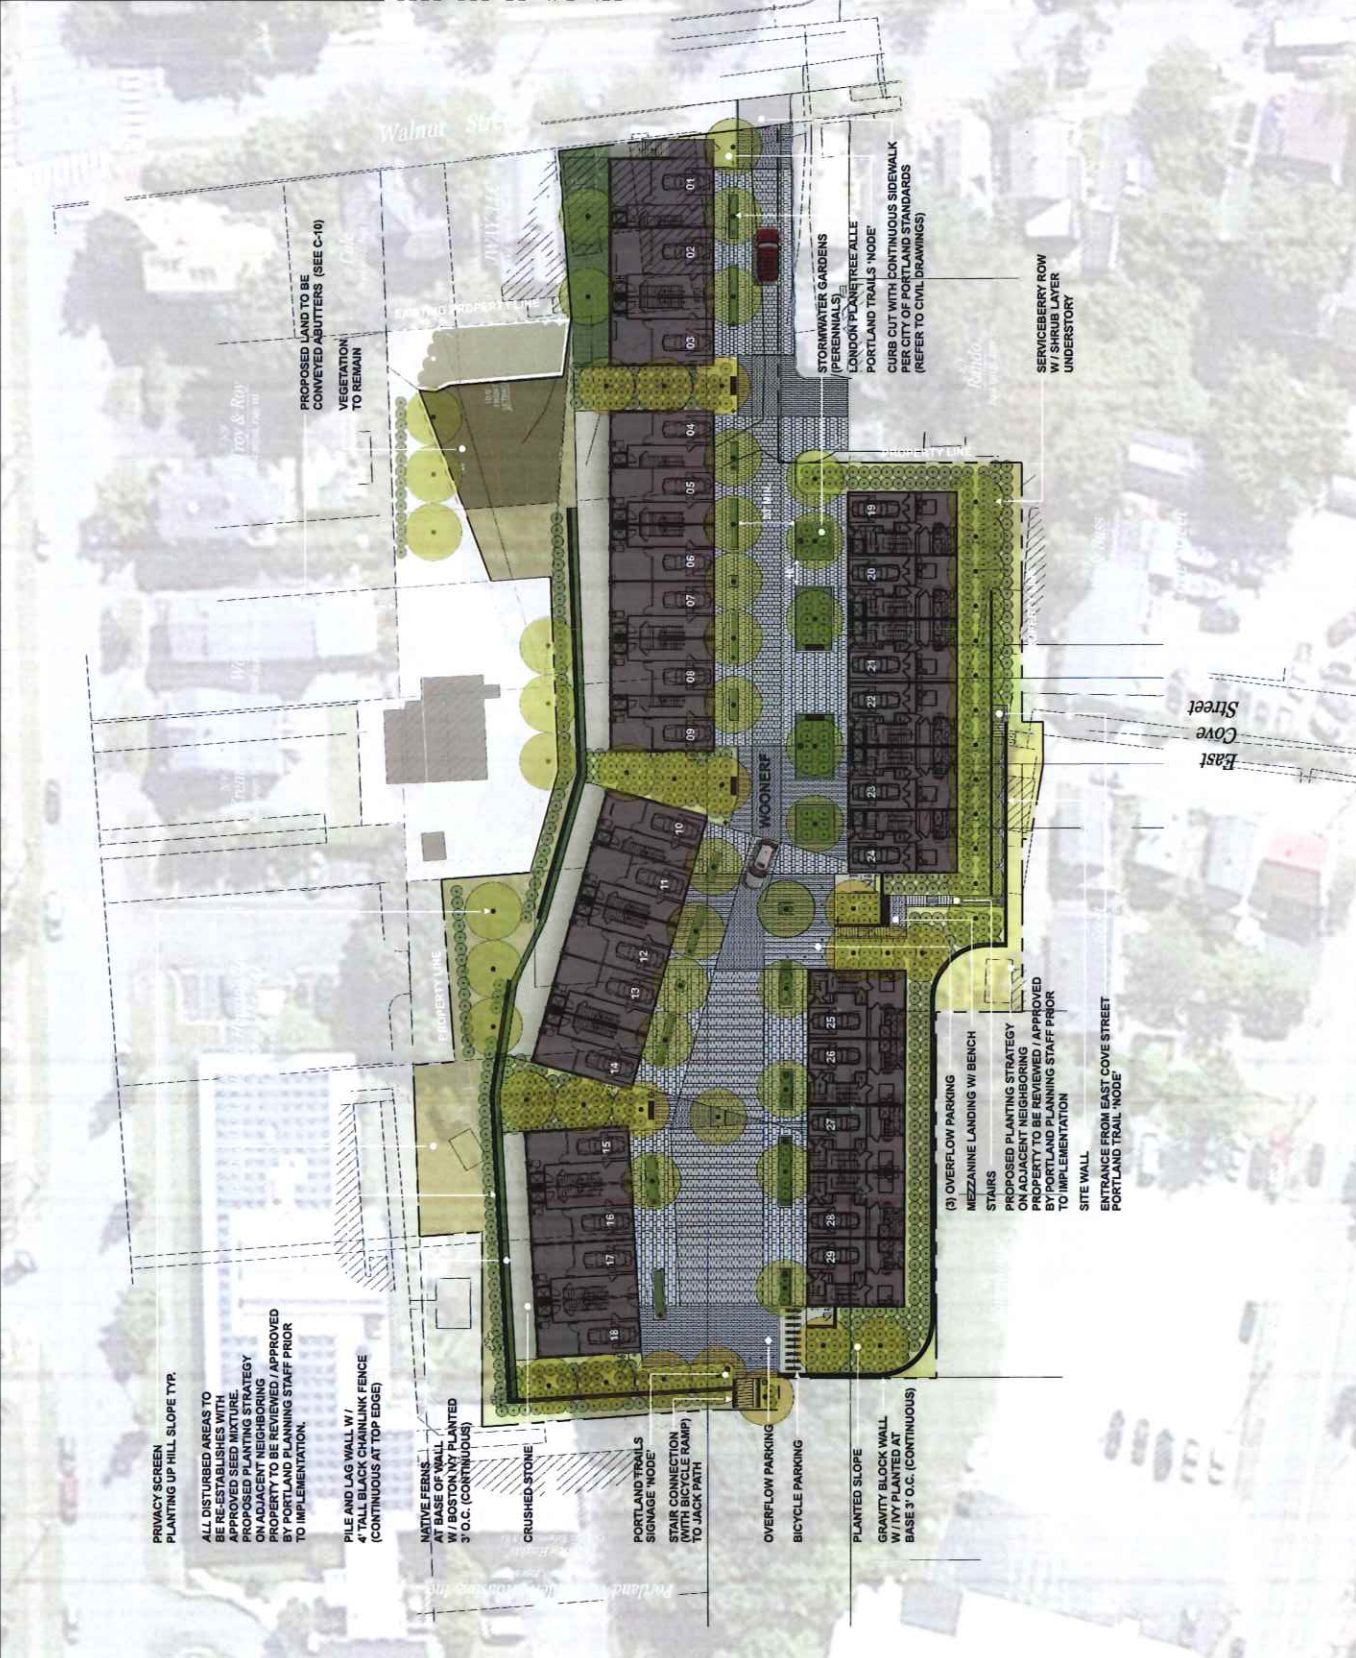 PRIVACY SCREEN
PLANTING UP HILL SLOPE TYP.
ALL DISTURBED AREAS TO
BE RE-ESTABLISHES WITH
APPROVED SEED MIXTURE.
PROPOSED PLANTING STRATEGY
ON ADJACENT NEIGHBORING
PROPERTY TO BE REVIEWED / APPROVED
BY PORTLAND PLANNING STAFF PRIOR
TO IMPLEMENTATION.
PILE AND LAG WALL W /
4' TALL BLACK CHAINLINK FENCE
(CONTINUOUS AT TOP EDGE)
NATIVE FERNS
AT BASE OF WALL
W / BOSTON IVY PLANTED
3' O.C. (CONTINUOUS)
CRUSHED STONE
PORTLAND TRAILS
SIGNAGE 'NODE'
STAIR CONNECTION
(WITH BICYCLE RAMP)
TO JACK PATH
OVERFLOW PARKING
BICYCLE PARKING
PLANTED SLOPE
GRAVITY BLOCK WALL
W / IVY PLANTED AT
BASE 3' O.C. (CONTINUOUS)
PROPOSED LAND TO BE
CONVEYED ABUTTERS (SEE C-10)
VEGETATION
TO REMAIN
EXISTING PROPERTY LINE
PROPERTY LINE
Walnut
18
17
16
15
14
13
12
11
10
09
08
07
06
05
04
03
02
01
WOONERF
29
28
27
26
25
24
23
22
21
20
19
PROPERTY LINE
STORMWATER GARDENS
(PERENNIALS)
LONDON PLANETREE ALLE
PORTLAND TRAILS 'NODE'
CURB CUT WITH CONTINUOUS SIDEWALK
PER CITY OF PORTLAND STANDARDS
(REFER TO CIVIL DRAWINGS)
SERVICEBERRY ROW
W / SHRUB LAYER
UNDERSTORY
(3) OVERFLOW PARKING
MEZZANINE LANDING W/ BENCH
STAIRS
PROPOSED PLANTING STRATEGY
ON ADJACENT NEIGHBORING
PROPERTY TO BE REVIEWED / APPROVED
BY PORTLAND PLANNING STAFF PRIOR
TO IMPLEMENTATION
SITE WALL
ENTRANCE FROM EAST COVE STREET
PORTLAND TRAIL 'NODE'
East
Cove
Street